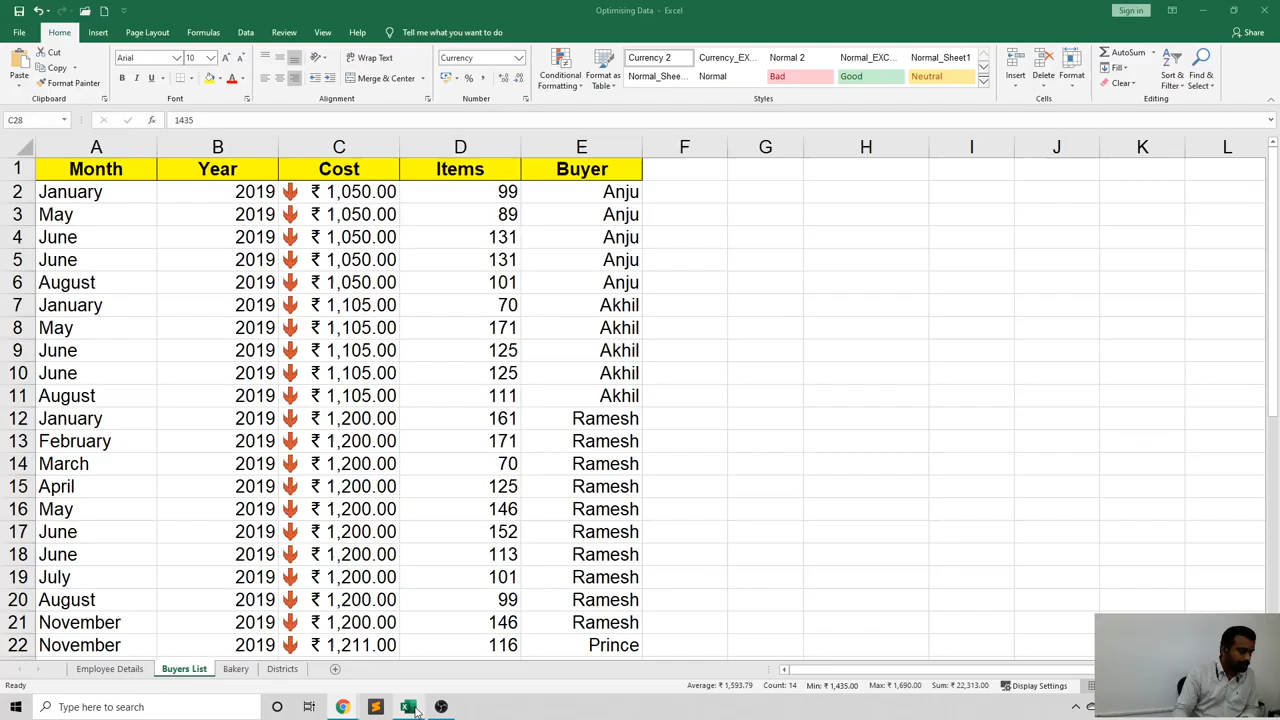 Optimising Data - Excel
Sign in
File Home Insert Page Layout Formulas Data Review View Help Tell me what you want to do Share
Paste Cut Copy Format Painter Clipboard
Arial 10 A A B I U A Font
Wrap Text Merge & Center Alignment
Currency % , Number
Conditional Formatting Format as Table
Currency 2 Currency_EX... Normal 2 Normal_EXC... Normal_Sheet1
Normal_Shee... Normal Bad Good Neutral
Styles
Insert Delete Format Cells
AutoSum Fill Clear Sort & Filter Find & Select Editing
C28 fx 1435
A B C D E F G H I J K L
1 Month Year Cost Items Buyer
2 January 2019 ₹ 1,050.00 99 Anju
3 May 2019 ₹ 1,050.00 89 Anju
4 June 2019 ₹ 1,050.00 131 Anju
5 June 2019 ₹ 1,050.00 131 Anju
6 August 2019 ₹ 1,050.00 101 Anju
7 January 2019 ₹ 1,105.00 70 Akhil
8 May 2019 ₹ 1,105.00 171 Akhil
9 June 2019 ₹ 1,105.00 125 Akhil
10 June 2019 ₹ 1,105.00 125 Akhil
11 August 2019 ₹ 1,105.00 111 Akhil
12 January 2019 ₹ 1,200.00 161 Ramesh
13 February 2019 ₹ 1,200.00 171 Ramesh
14 March 2019 ₹ 1,200.00 70 Ramesh
15 April 2019 ₹ 1,200.00 125 Ramesh
16 May 2019 ₹ 1,200.00 146 Ramesh
17 June 2019 ₹ 1,200.00 152 Ramesh
18 June 2019 ₹ 1,200.00 113 Ramesh
19 July 2019 ₹ 1,200.00 101 Ramesh
20 August 2019 ₹ 1,200.00 99 Ramesh
21 November 2019 ₹ 1,200.00 146 Ramesh
22 November 2019 ₹ 1,211.00 116 Prince
Employee Details Buyers List Bakery Districts
Ready Average: ₹ 1,593.79 Count: 14 Min: ₹ 1,435.00 Max: ₹ 1,690.00 Sum: ₹ 22,313.00 Display Settings
Type here to search